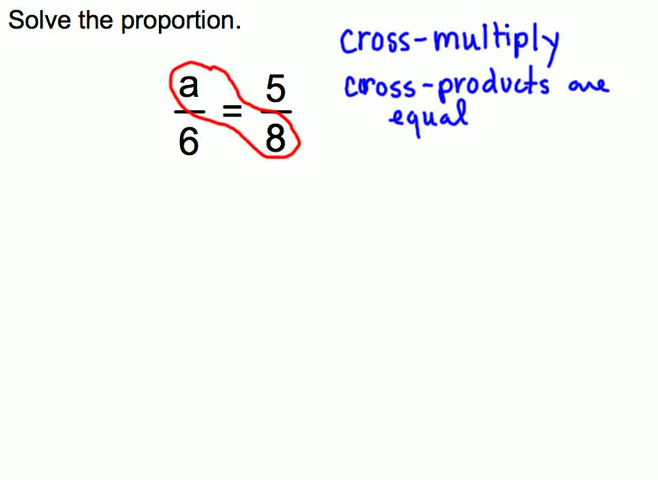 Solve the proportion.
cross-multiply
a/6 = 5/8
cross-products are
equal